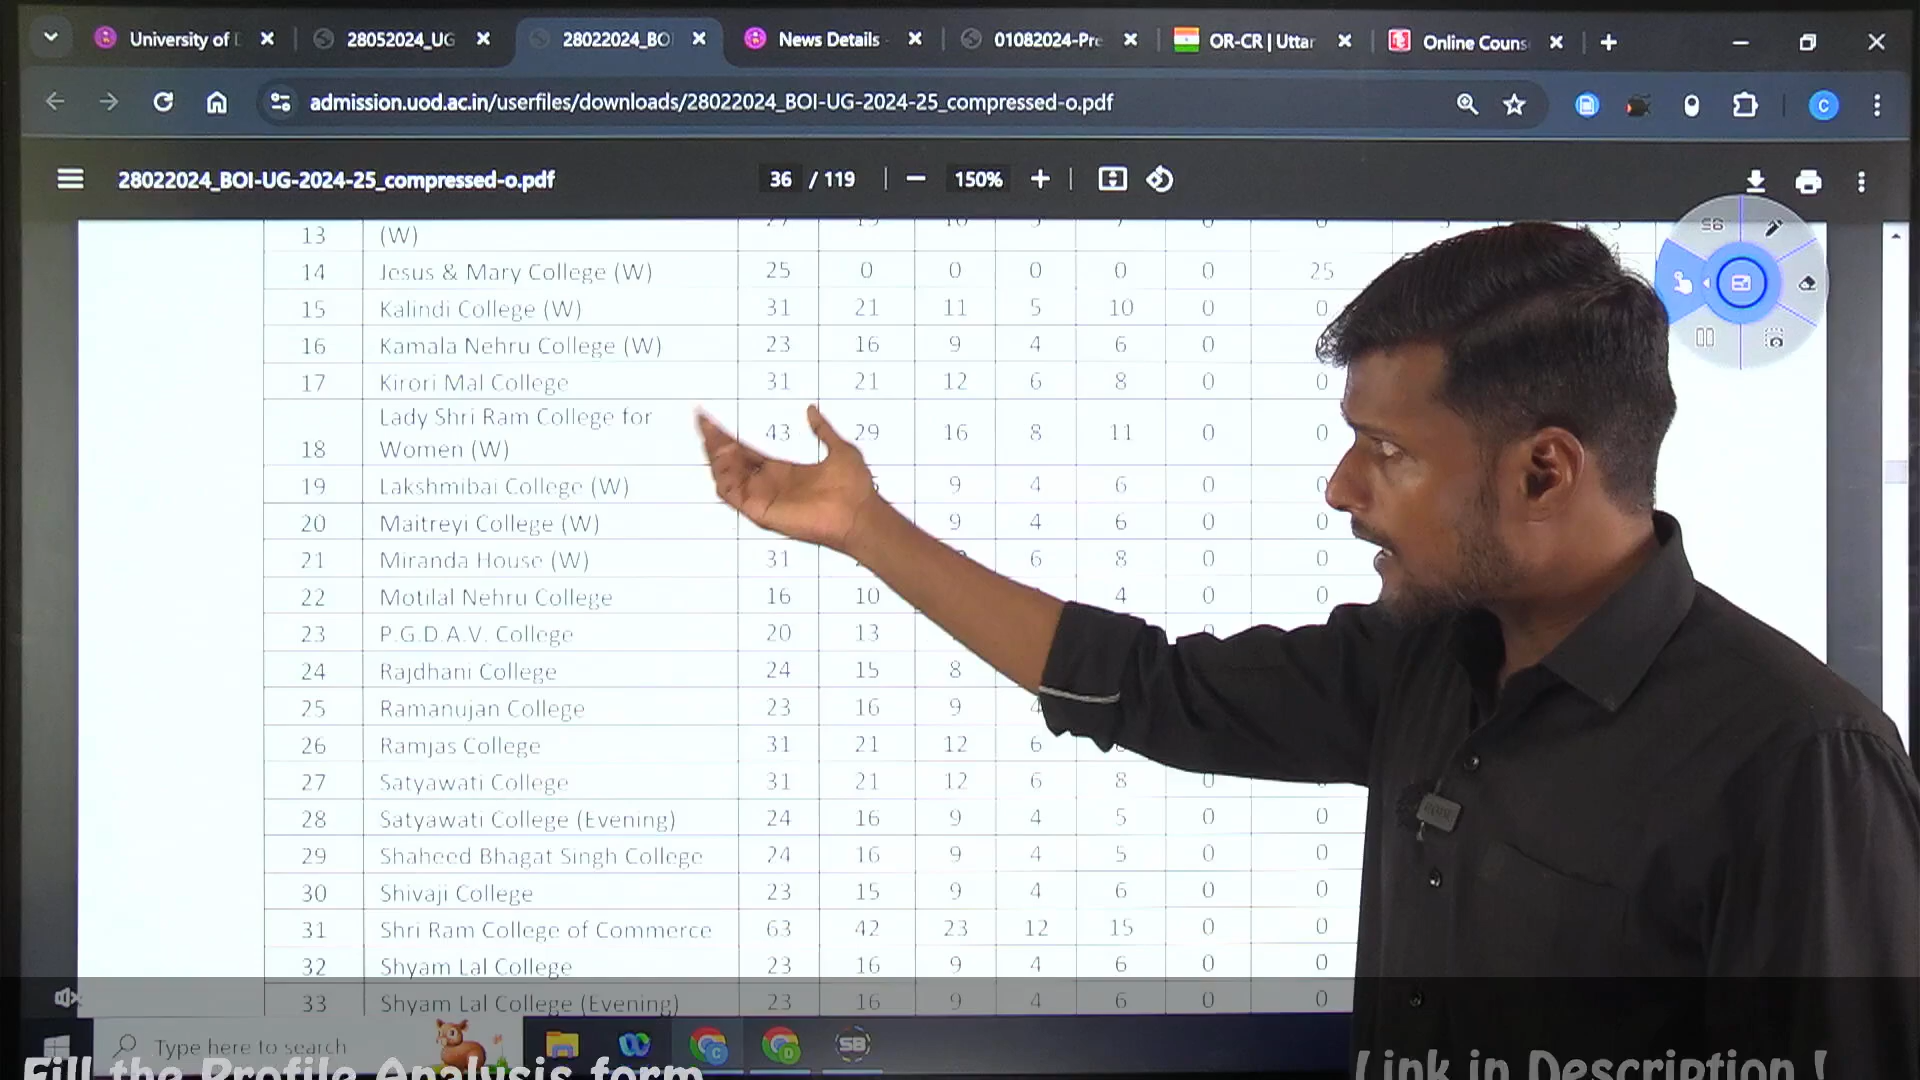 University of D
28052024_UG
28022024_BO
News Details
01082024-Pre
OR-CR | Uttar
Online Couns
admission.uod.ac.in/userfiles/downloads/28022024_BOI-UG-2024-25_compressed-o.pdf
C
28022024_BOI-UG-2024-25_compressed-o.pdf
36 / 119
150%
13 (W)
14 Jesus & Mary College (W) 25 0 0 0 0 0 25
15 Kalindi College (W) 31 21 11 5 10 0 0
16 Kamala Nehru College (W) 23 16 9 4 6 0 0
17 Kirori Mal College 31 21 12 6 8 0 0
Lady Shri Ram College for
18 Women (W) 43 29 16 8 11 0 0
19 Lakshmibai College (W) 9 4 6 0 0
20 Maitreyi College (W) 9 4 6 0 0
21 Miranda House (W) 31 6 8 0 0
22 Motilal Nehru College 16 10 4 0 0
23 P.G.D.A.V. College 20 13
24 Rajdhani College 24 15 8
25 Ramanujan College 23 16 9
26 Ramjas College 31 21 12 6
27 Satyawati College 31 21 12 6 8 0
28 Satyawati College (Evening) 24 16 9 4 5 0 0
29 Shaheed Bhagat Singh College 24 16 9 4 5 0 0
30 Shivaji College 23 15 9 4 6 0 0
31 Shri Ram College of Commerce 63 42 23 12 15 0 0
32 Shyam Lal College 23 16 9 4 6 0 0
33 Shyam Lal College (Evening) 23 16 9 4 6 0 0
Type here to search
SB
Fill the Profile Analysis form
Link in Description !